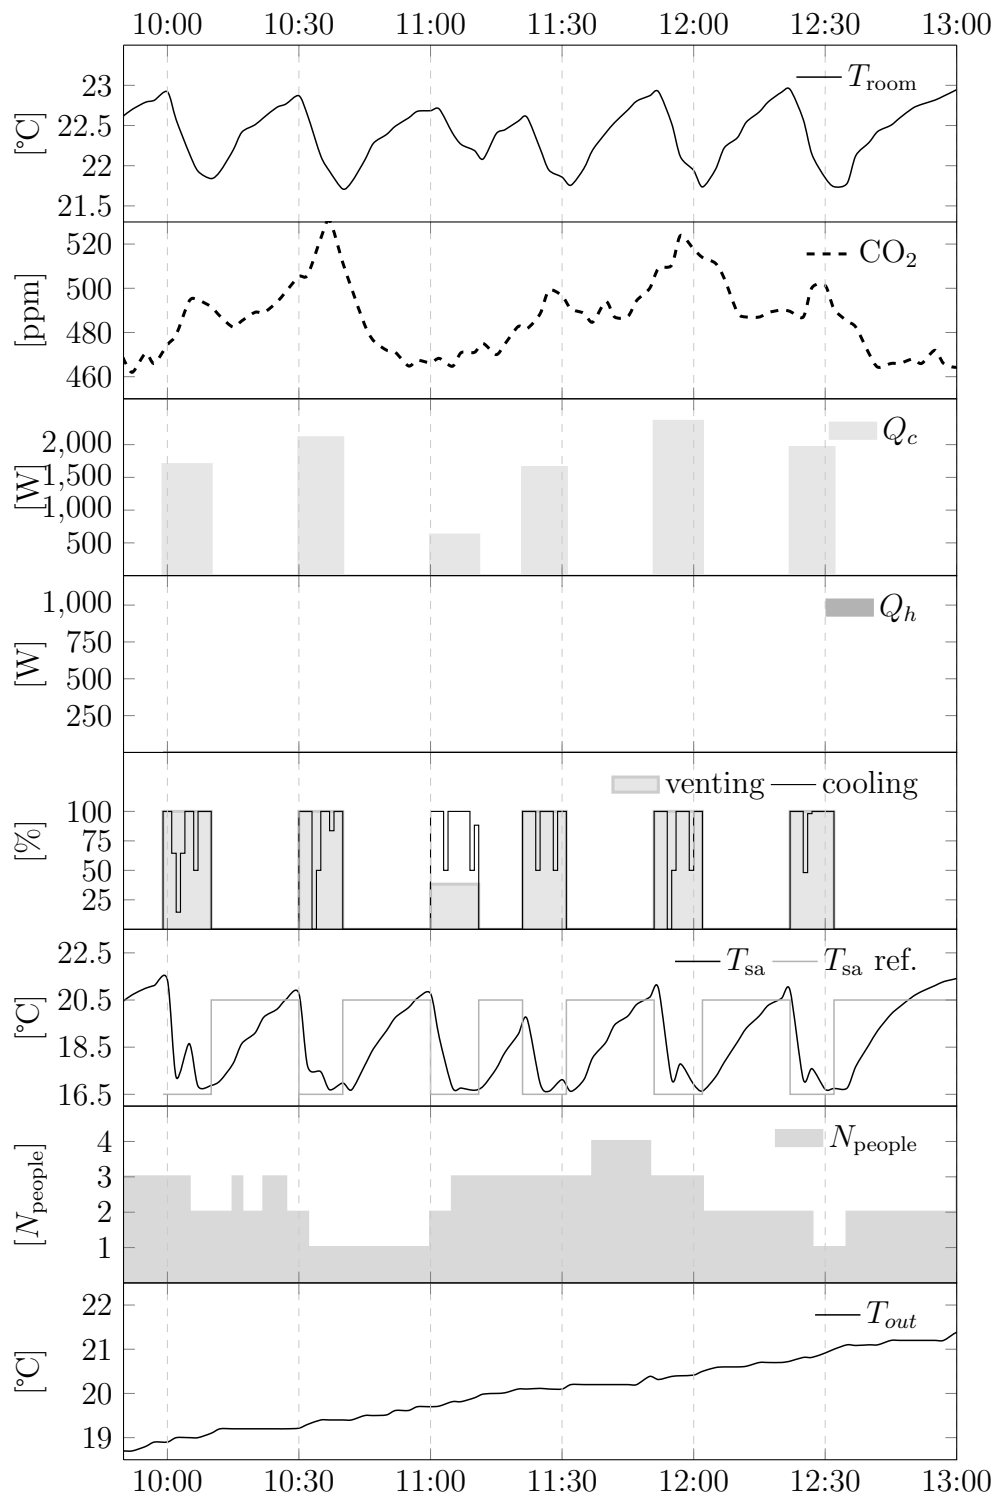 10:00 10:30 11:00 11:30 12:00 12:30 13:00
[℃]
23
22.5
22
21.5
T_room
[ppm]
520
500
480
460
CO₂
[W]
2,000
1,500
1,000
500
Q_c
[W]
1,000
750
500
250
Q_h
[%]
100
75
50
25
venting cooling
[℃]
22.5
20.5
18.5
16.5
T_sa T_sa ref.
[N_people]
4
3
2
1
N_people
[℃]
22
21
20
19
T_out
10:00 10:30 11:00 11:30 12:00 12:30 13:00